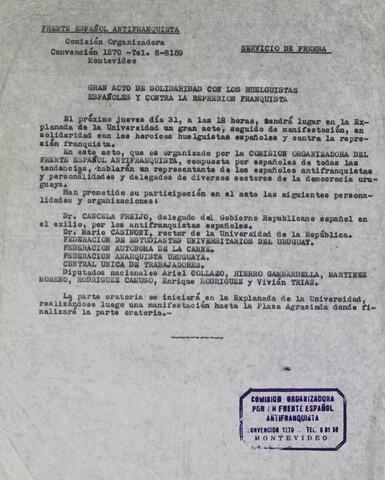 FRENTE ESPAÑOL ANTIFRANQUISTA
Comisión Organizadora
Convención 1270 -Tel. 8-8159
Montevideo
SERVICIO DE PRENSA
GRAN ACTO DE SOLIDARIDAD CON LOS HUELGUISTAS
ESPAÑOLES Y CONTRA LA REPRESION FRANQUISTA
El próximo jueves día 31, a las 18 horas, tendrá lugar en la Ex-
planada de la Universidad un gran acto, seguido de manifestación, en
solidaridad con los heroicos huelguistas españoles y contra la repre-
sión franquista.
En este acto, que es organizado por la COMISION ORGANIZADORA DEL
FRENTE ESPAÑOL ANTIFRANQUISTA, compuesta por españoles de todas las
tendencias, hablarán un representante de los españoles antifranquistas
y personalidades y delegados de diversos sectores de la democracia uru-
guaya.
Han prometido su participación en el acto las siguientes persona-
lidades y organizaciones:
Dr. CANCELA FREIJO, delegado del Gobierno Republicano español en
el exilio, por los antifranquistas españoles.
Dr. Mario CASINONI, rector de la Universidad de la República.
FEDERACION DE ESTUDIANTES UNIVERSITARIOS DEL URUGUAY.
FEDERACION AUTONOMA DE LA CARNE.
FEDERACION ANARQUISTA URUGUAYA.
CENTRAL UNICA DE TRABAJADORES.
Diputados nacionales Ariel COLLAZO, HIERRO GAMBARDELLA, MARTINEZ
MORENO, RODRIGUEZ CAMUSO, Enrique RODRIGUEZ y Vivián TRIAS.
La parte oratoria se iniciará en la Explanada de la Universidad,
realizándose luego una manifestación hasta la Plaza Agraciada donde fi-
nalizará la parte oratoria.-
COMISION ORGANIZADORA
POR UN FRENTE ESPAÑOL
ANTIFRANQUISTA
CONVENCION 1270 - TEL. 8 81 59
MONTEVIDEO